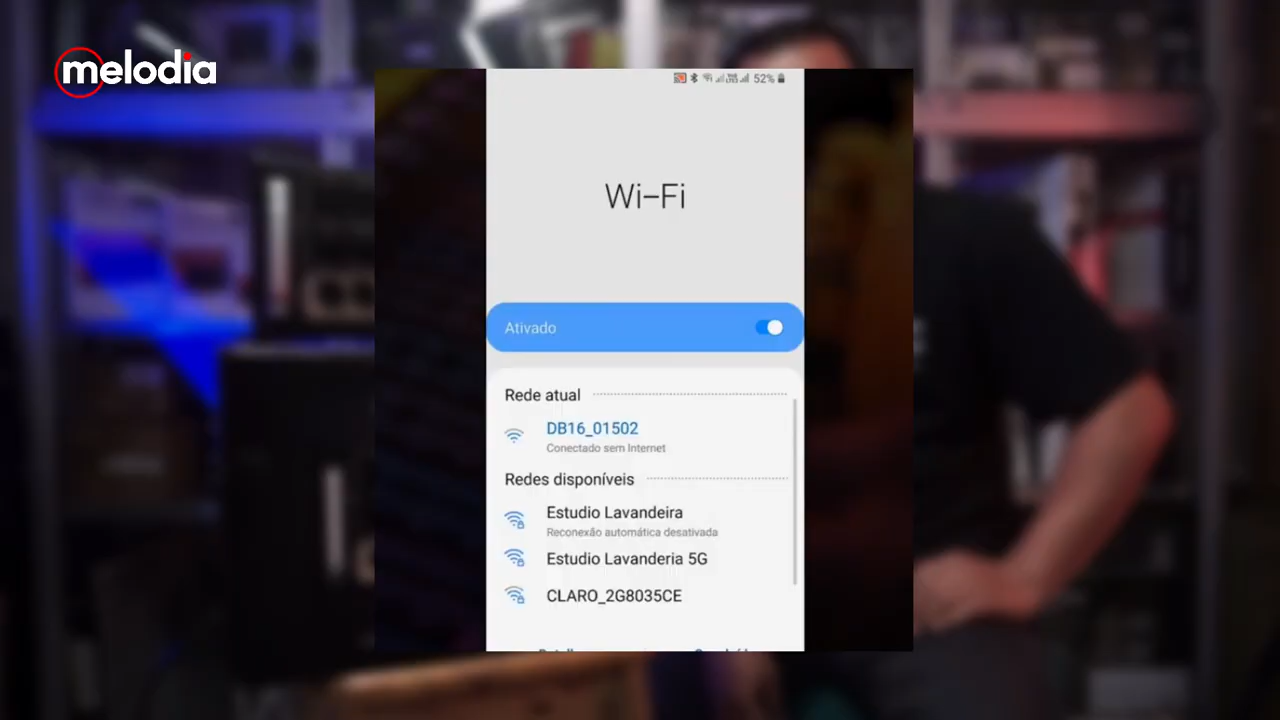 melodia
52%
Wi-Fi
Ativado
Rede atual
DB16_01502
Conectado sem Internet
Redes disponíveis
Estudio Lavandeira
Reconexão automática desativada
Estudio Lavanderia 5G
CLARO_2G8035CE